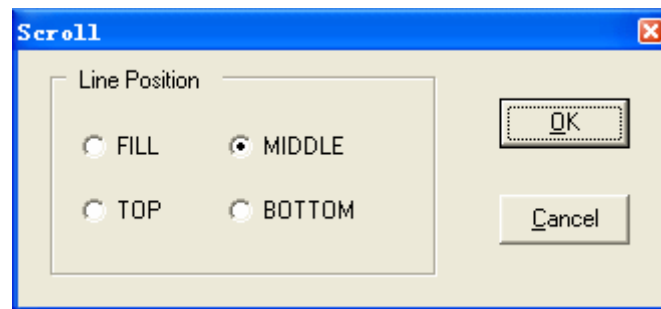 Scroll
Line Position
FILL
MIDDLE
OK
TOP
BOTTOM
Cancel